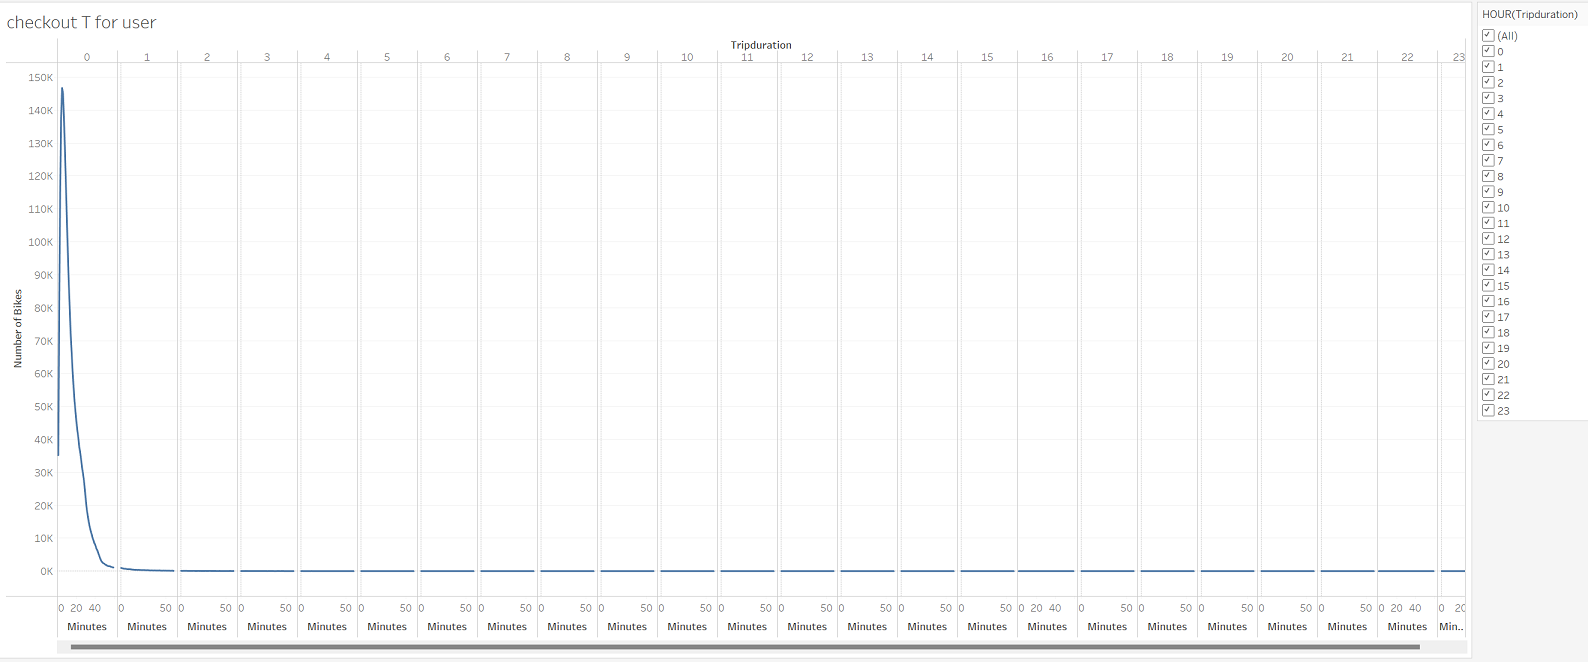 checkout T for user
Tripduration
0 1 2 3 4 5 6 7 8 9 10 11 12 13 14 15 16 17 18 19 20 21 22 23
150K
140K
130K
120K
110K
100K
90K
80K
70K
60K
50K
40K
30K
20K
10K
0K
Number of Bikes
0 20 40 0 50 0 50 0 50 0 50 0 50 0 50 0 50 0 50 0 50 0 50 0 50 0 50 0 50 0 50 0 50 0 20 40 0 50 0 50 0 50 0 50 0 50 0 20 40 0 20
Minutes Minutes Minutes Minutes Minutes Minutes Minutes Minutes Minutes Minutes Minutes Minutes Minutes Minutes Minutes Minutes Minutes Minutes Minutes Minutes Minutes Minutes Minutes Min..
HOUR(Tripduration)
(All)
0
1
2
3
4
5
6
7
8
9
10
11
12
13
14
15
16
17
18
19
20
21
22
23